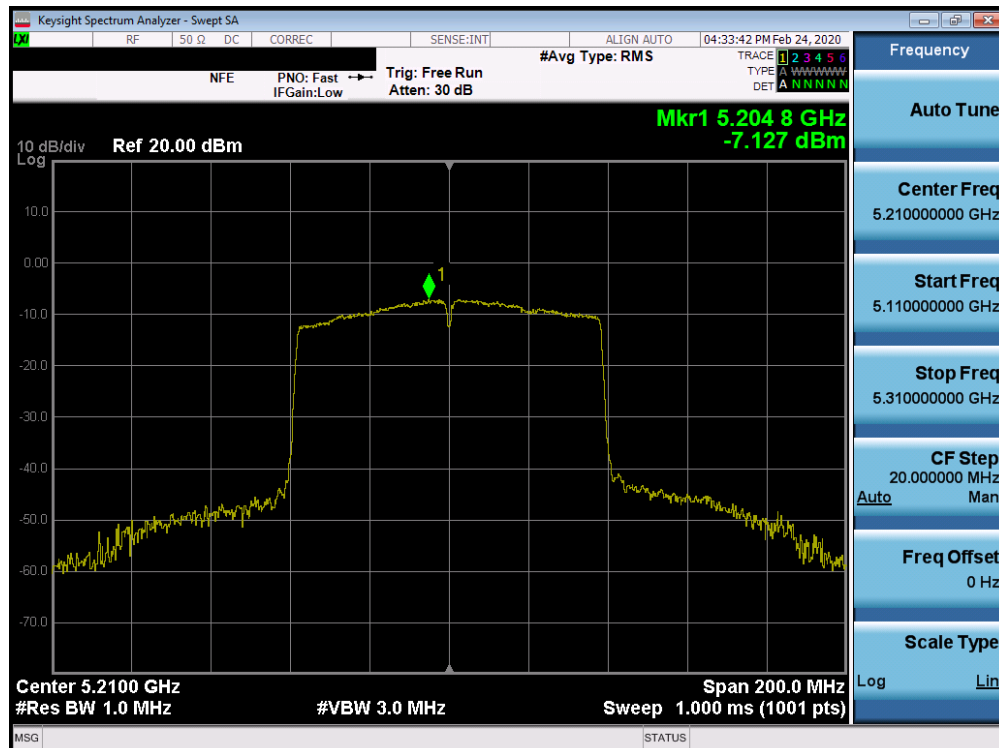 Keysight Spectrum Analyzer - Swept SA
LXI RF 50 Ω DC CORREC SENSE:INT ALIGN AUTO 04:33:42 PM Feb 24, 2020
NFE PNO: Fast IFGain:Low Trig: Free Run Atten: 30 dB #Avg Type: RMS
TRACE 1 2 3 4 5 6
TYPE A WWWWW
DET A N N N N N
Mkr1 5.204 8 GHz
-7.127 dBm
10 dB/div Ref 20.00 dBm
Log
10.0
0.00
-10.0
-20.0
-30.0
-40.0
-50.0
-60.0
-70.0
1
Center 5.2100 GHz Span 200.0 MHz
#Res BW 1.0 MHz #VBW 3.0 MHz Sweep 1.000 ms (1001 pts)
MSG STATUS
Frequency
Auto Tune
Center Freq
5.210000000 GHz
Start Freq
5.110000000 GHz
Stop Freq
5.310000000 GHz
CF Step
20.000000 MHz
Auto Man
Freq Offset
0 Hz
Scale Type
Log Lin